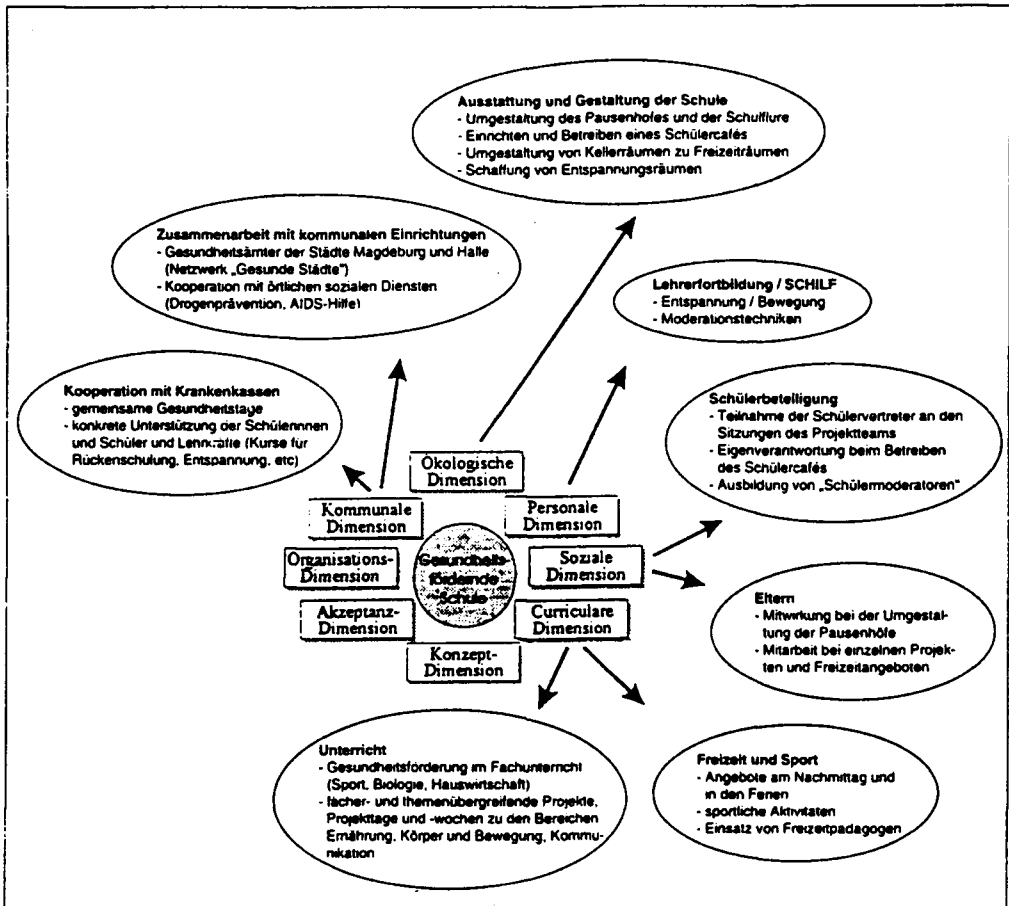 Ausstattung und Gestaltung der Schule
- Umgestaltung des Pausenhofes und der Schulflure
- Einrichten und Betreiben eines Schülercafés
- Umgestaltung von Kellerräumen zu Freizeiträumen
- Schaffung von Entspannungsräumen
Zusammenarbeit mit kommunalen Einrichtungen
- Gesundheitsämter der Städte Magdeburg und Halle
(Netzwerk „Gesunde Städte")
- Kooperation mit örtlichen sozialen Diensten
(Drogenprävention, AIDS-Hilfe)
Lehrerfortbildung / SCHILF
- Entspannung / Bewegung
- Moderationstechniken
Kooperation mit Krankenkassen
- gemeinsame Gesundheitstage
- konkrete Unterstützung der Schülerinnen
und Schüler und Lehrkräfte (Kurse für
Rückenschulung, Entspannung, etc)
Schülerbeteiligung
- Teilnahme der Schülervertreter an den
Sitzungen des Projektteams
- Eigenverantwortung beim Betreiben
des Schülercafés
- Ausbildung von „Schülermoderatoren"
Ökologische
Dimension
Kommunale
Dimension
Personale
Dimension
Organisations-
Dimension
Gesundheits-
fördernde
Schule
Soziale
Dimension
Akzeptanz-
Dimension
Curriculare
Dimension
Konzept-
Dimension
Eltern
- Mitwirkung bei der Umgestal-
tung der Pausenhöfe
- Mitarbeit bei einzelnen Projek-
ten und Freizeitangeboten
Unterricht
- Gesundheitsförderung im Fachunterricht
(Sport, Biologie, Hauswirtschaft)
- fächer- und themenübergreifende Projekte,
Projekttage und -wochen zu den Bereichen
Ernährung, Körper und Bewegung, Kommu-
nikation
Freizeit und Sport
- Angebote am Nachmittag und
in den Ferien
- sportliche Aktivitäten
- Einsatz von Freizeitpädagogen